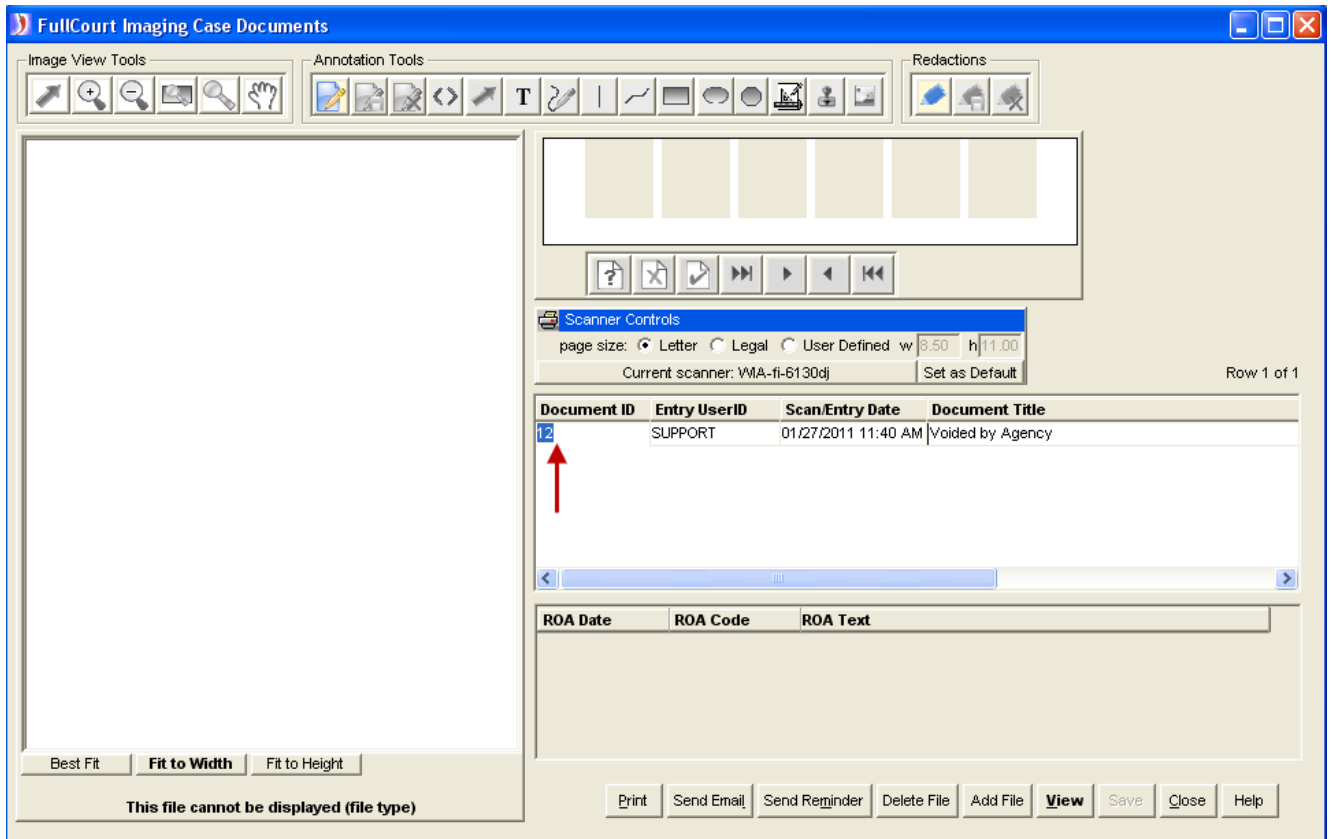 FullCourt Imaging Case Documents
Image View Tools
Annotation Tools
Redactions
T
Scanner Controls
page size: Letter Legal User Defined w 8.50 h 11.00
Current scanner: WIA-fi-6130dj Set as Default
Row 1 of 1
Document ID Entry UserID Scan/Entry Date Document Title
12 SUPPORT 01/27/2011 11:40 AM Voided by Agency
ROA Date ROA Code ROA Text
Best Fit Fit to Width Fit to Height
This file cannot be displayed (file type)
Print Send Email Send Reminder Delete File Add File View Save Close Help